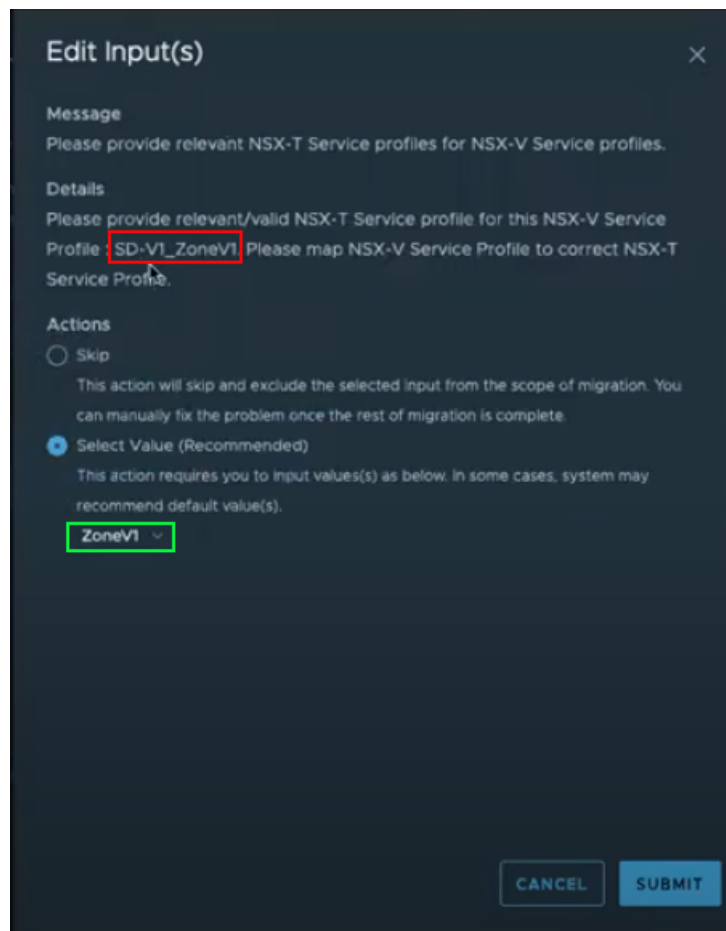 Edit Input(s)
Message
Please provide relevant NSX-T Service profiles for NSX-V Service profiles.
Details
Please provide relevant/valid NSX-T Service profile for this NSX-V Service
Profile : SD-V1_ZoneV1. Please map NSX-V Service Profile to correct NSX-T
Service Profile.
Actions
Skip
This action will skip and exclude the selected input from the scope of migration. You
can manually fix the problem once the rest of migration is complete.
Select Value (Recommended)
This action requires you to input values(s) as below. In some cases, system may
recommend default value(s).
ZoneV1
CANCEL SUBMIT